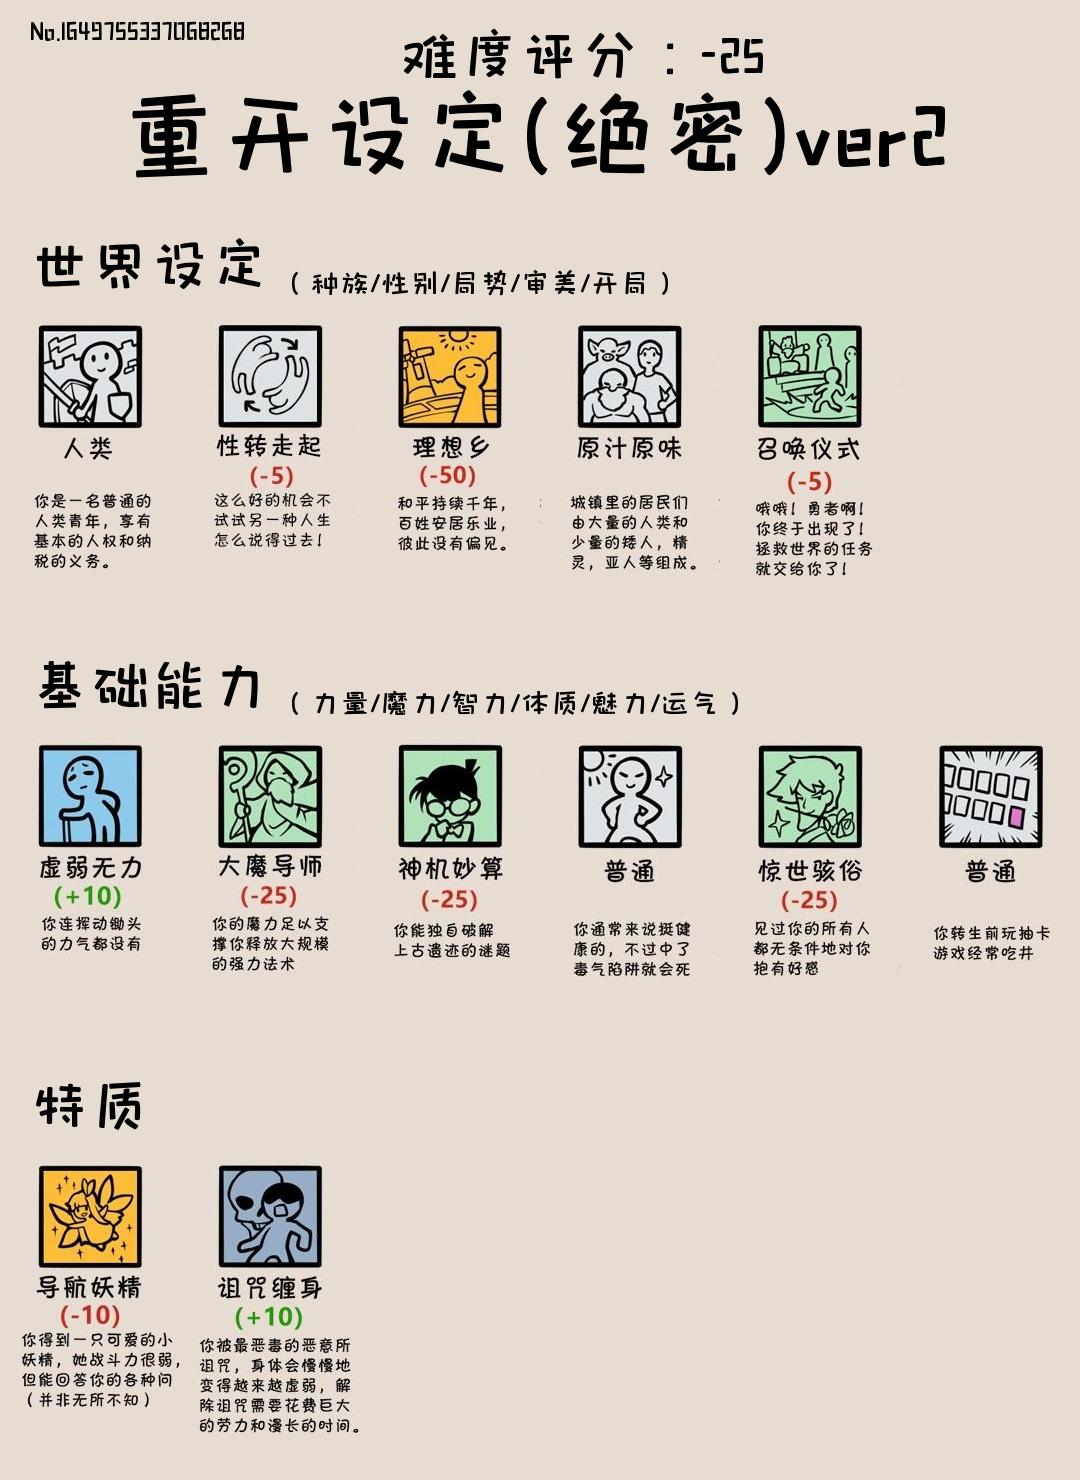 No.1649755337068268
难度评分：-25
重开设定(绝密)ver2
世界设定（种族/性别/局势/审美/开局）
人类
你是一名普通的
人类青年，享有
基本的人权和纳
税的义务。
性转走起
(-5)
这么好的机会不
试试另一种人生
怎么说得过去！
理想乡
(-50)
和平持续千年，
百姓安居乐业，
彼此没有偏见。
原汁原味
城镇里的居民们
由大量的人类和
少量的矮人，精
灵，亚人等组成。
召唤仪式
(-5)
哦哦！勇者啊！
你终于出现了！
拯救世界的任务
就交给你了！
基础能力（力量/魔力/智力/体质/魅力/运气）
虚弱无力
(+10)
你连挥动锄头
的力气都没有
大魔导师
(-25)
你的魔力足以支
撑你释放大规模
的强力法术
神机妙算
(-25)
你能独自破解
上古遗迹的谜题
普通
你通常来说挺健
康的，不过中了
毒气陷阱就会死
惊世骇俗
(-25)
见过你的所有人
都无条件地对你
抱有好感
普通
你转生前玩抽卡
游戏经常吃井
特质
导航妖精
(-10)
你得到一只可爱的小
妖精，她战斗力很弱，
但能回答你的各种问
（并非无所不知）
诅咒缠身
(+10)
你被最恶毒的恶意所
诅咒，身体会慢慢地
变得越来越虚弱，解
除诅咒需要花费巨大
的劳力和漫长的时间。